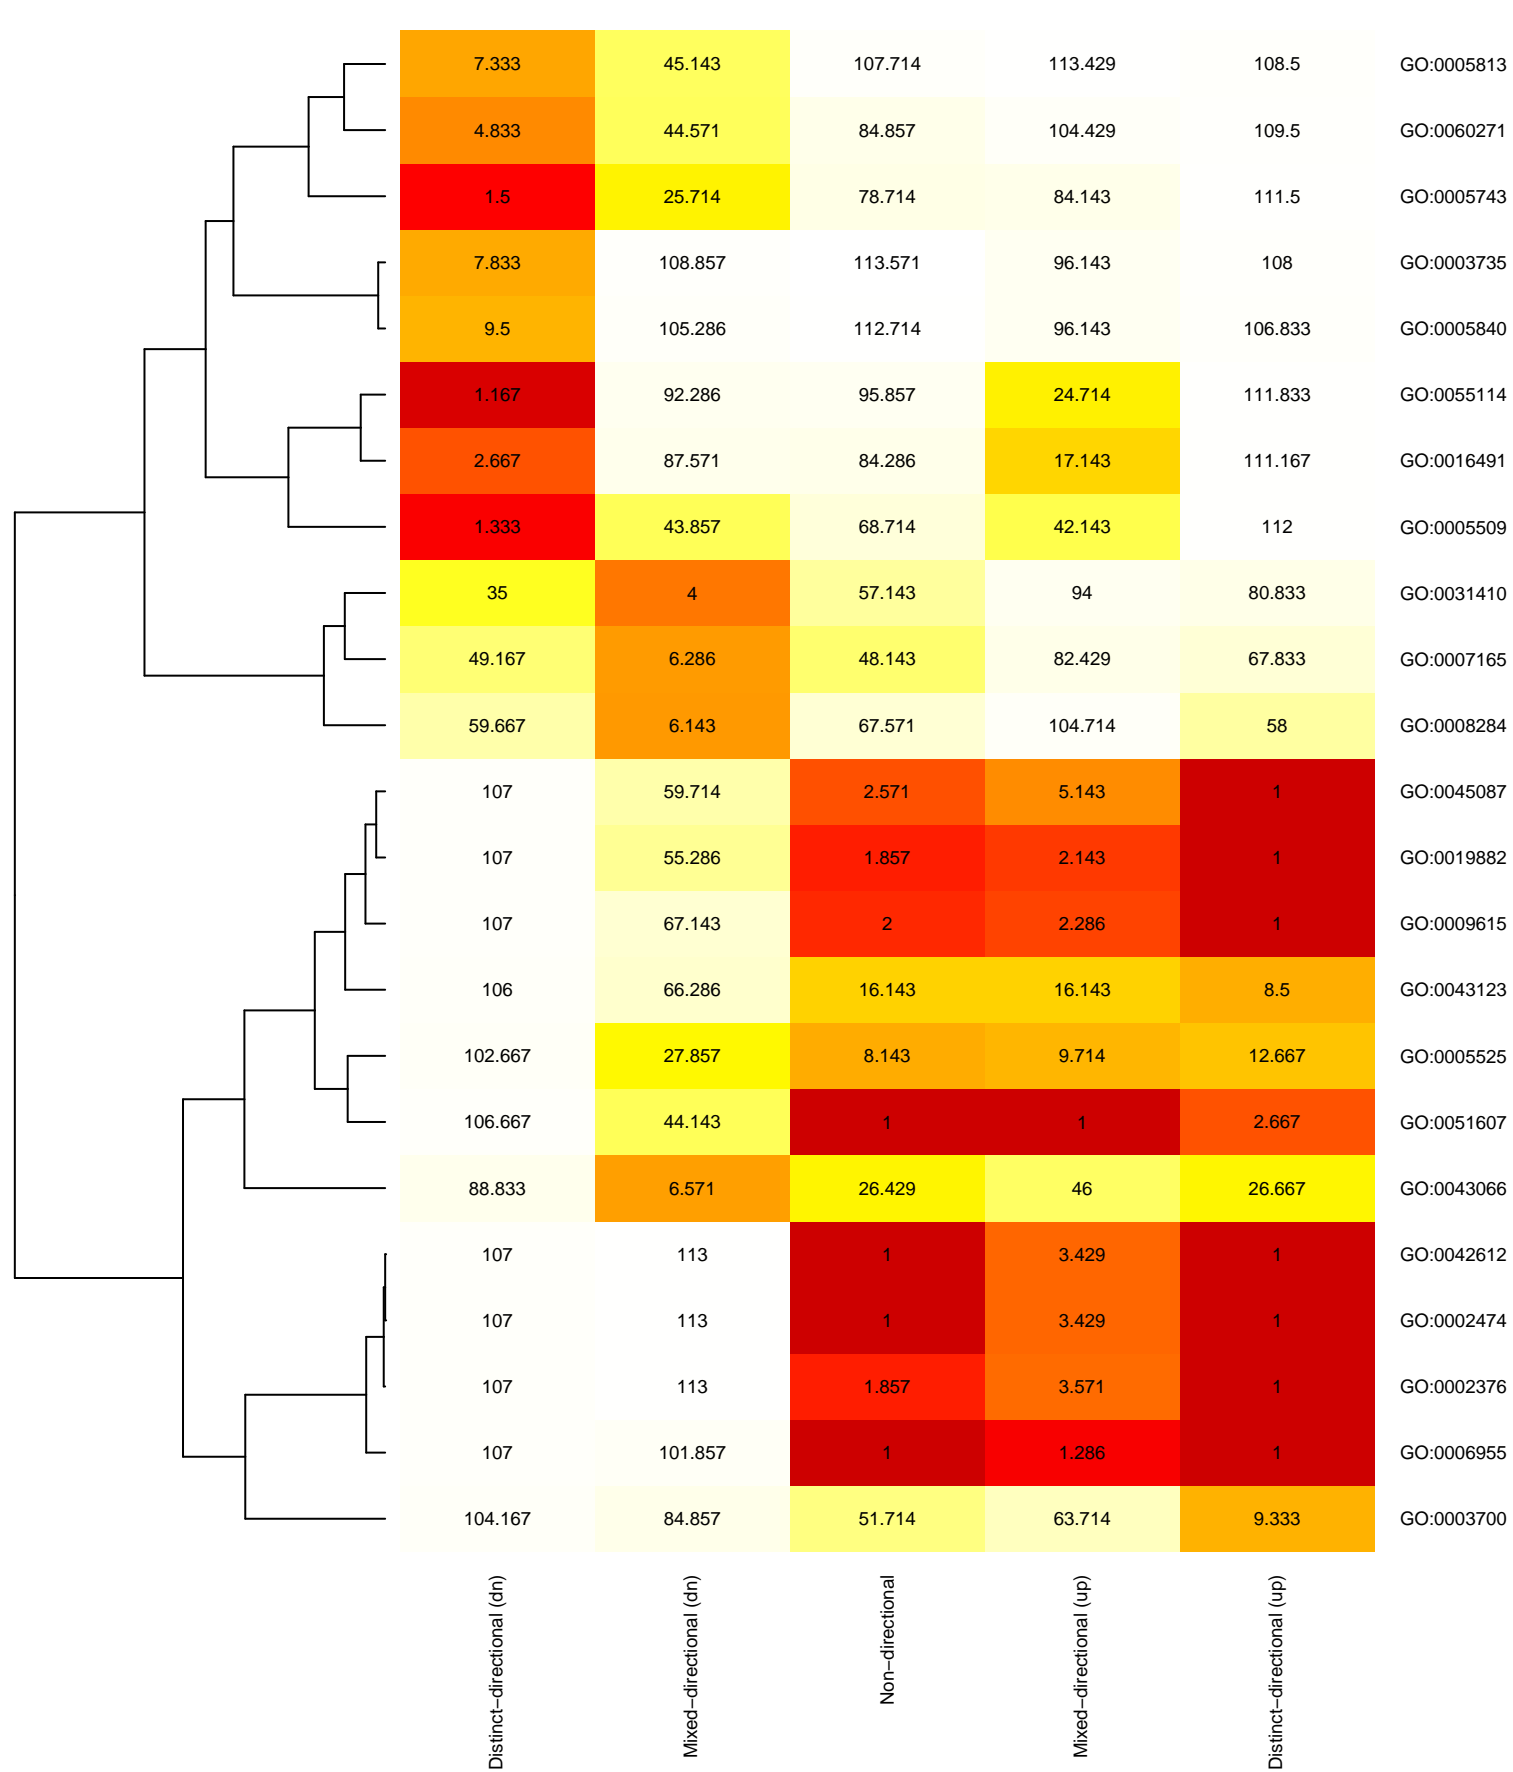 7.333 45.143 107.714 113.429 108.5 GO:0005813
4.833 44.571 84.857 104.429 109.5 GO:0060271
1.5 25.714 78.714 84.143 111.5 GO:0005743
7.833 108.857 113.571 96.143 108 GO:0003735
9.5 105.286 112.714 96.143 106.833 GO:0005840
1.167 92.286 95.857 24.714 111.833 GO:0055114
2.667 87.571 84.286 17.143 111.167 GO:0016491
1.333 43.857 68.714 42.143 112 GO:0005509
35 4 57.143 94 80.833 GO:0031410
49.167 6.286 48.143 82.429 67.833 GO:0007165
59.667 6.143 67.571 104.714 58 GO:0008284
107 59.714 2.571 5.143 1 GO:0045087
107 55.286 1.857 2.143 1 GO:0019882
107 67.143 2 2.286 1 GO:0009615
106 66.286 16.143 16.143 8.5 GO:0043123
102.667 27.857 8.143 9.714 12.667 GO:0005525
106.667 44.143 1 1 2.667 GO:0051607
88.833 6.571 26.429 46 26.667 GO:0043066
107 113 1 3.429 1 GO:0042612
107 113 1 3.429 1 GO:0002474
107 113 1.857 3.571 1 GO:0002376
107 101.857 1 1.286 1 GO:0006955
104.167 84.857 51.714 63.714 9.333 GO:0003700
Distinct−directional (dn)
Mixed−directional (dn)
Non−directional
Mixed−directional (up)
Distinct−directional (up)